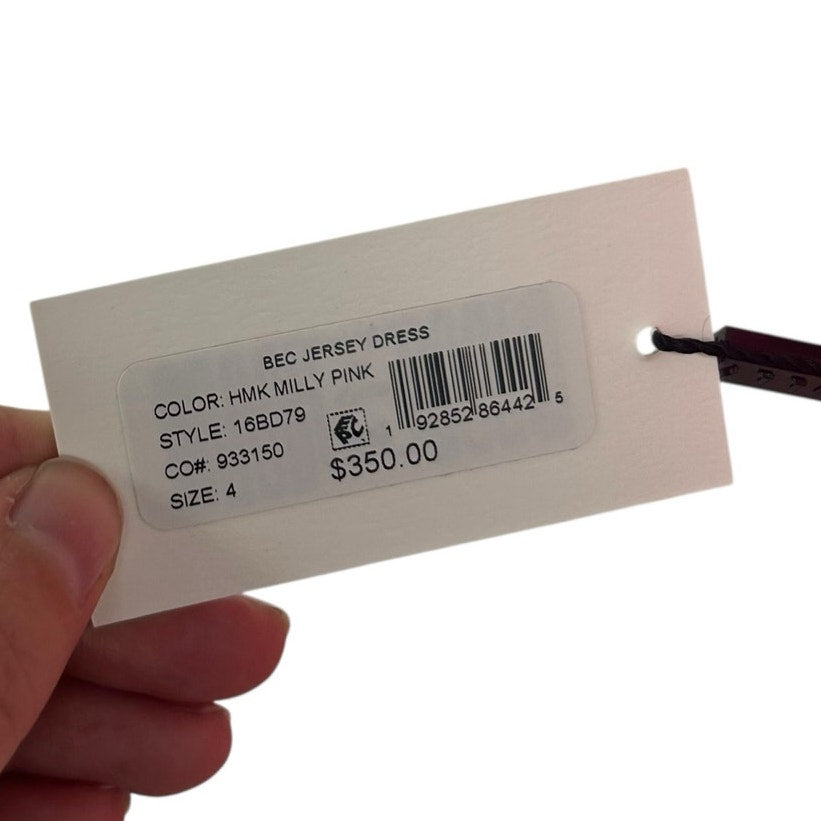 BEC JERSEY DRESS
COLOR: HMK MILLY PINK
STYLE: 16BD79
CO#: 933150
SIZE: 4
1 92852 86442 5
$350.00